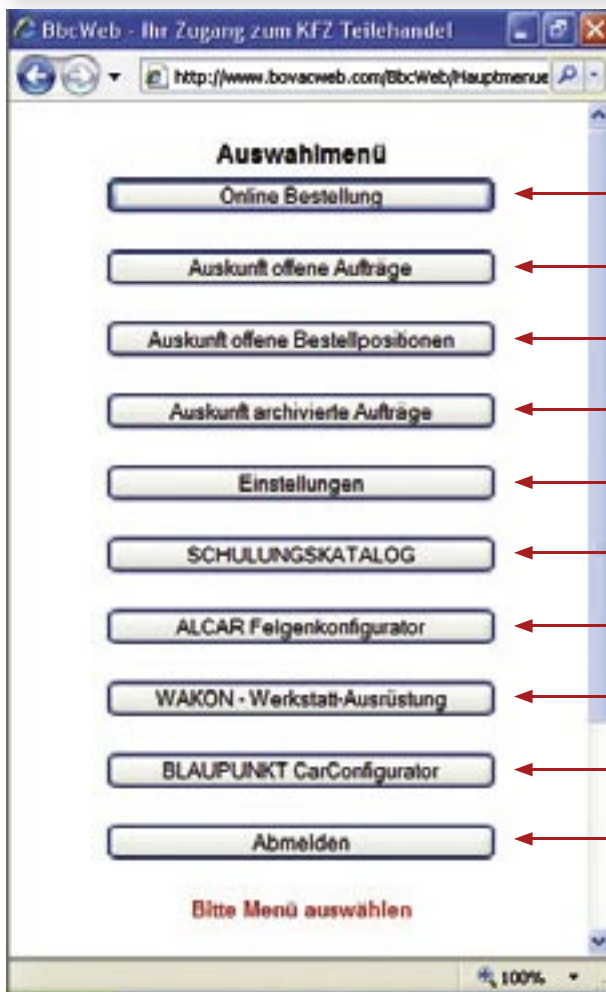 BbcWeb - Ihr Zugang zum KFZ Teilehandel
http://www.bovacweb.com/BbcWeb/Hauptmenue
Auswahlmenü
Online Bestellung
Auskunft offene Aufträge
Auskunft offene Bestellpositionen
Auskunft archivierte Aufträge
Einstellungen
SCHULUNGSKATALOG
ALCAR Felgenkonfigurator
WAKON - Werkstatt-Ausrüstung
BLAUPUNKT CarConfigurator
Abmelden
Bitte Menü auswählen
100%